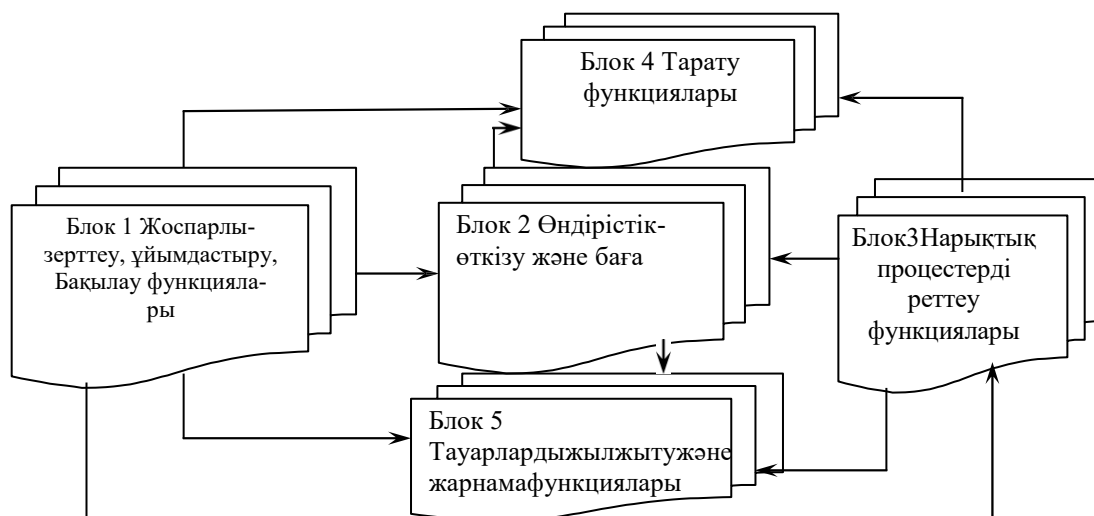 Блок 4 Тарату
функциялары
Блок 1 Жоспарлы-
зерттеу, ұйымдастыру,
Бақылау функцияла-
ры
Блок 2 Өндірістік-
өткізу және баға
Блок3Нарықтық
процестерді
реттеу
функциялары
Блок 5
Тауарлардыжылжытужәне
жарнамафункциялары